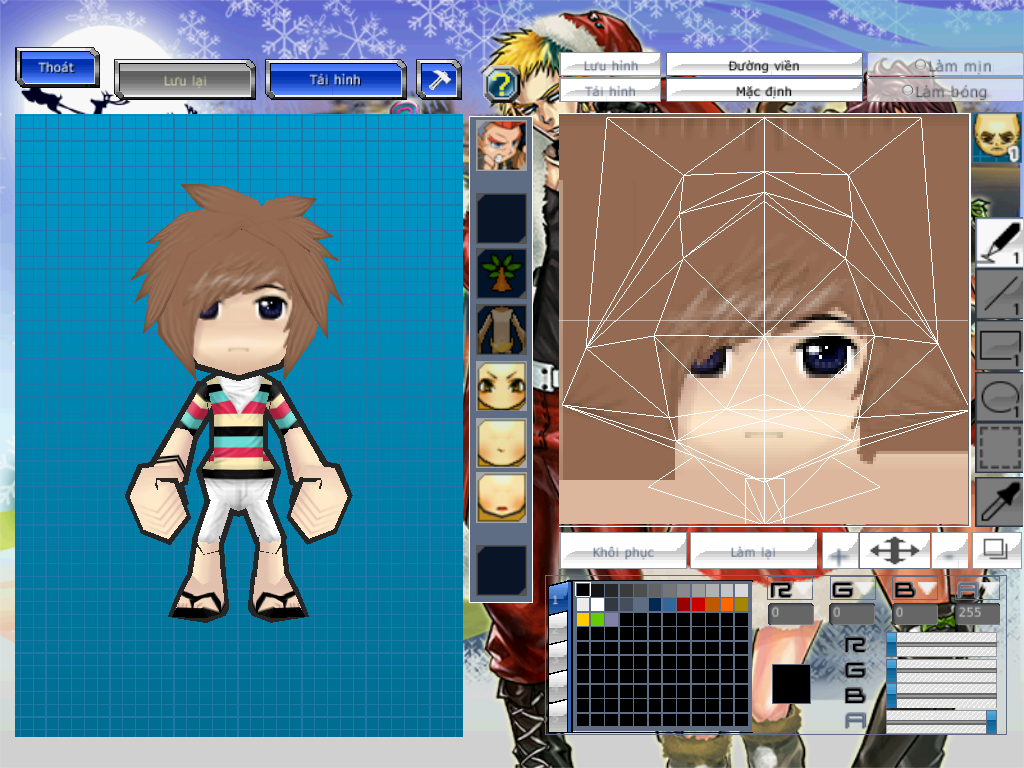 Thoát
Lưu lại
Tải hình
?
Lưu hình
Đường viền
Làm mịn
Tải hình
Mặc định
Làm bóng
1
1
1
1
1
Khôi phục
Làm lại
+
-
1
R G B A
0 0 0 255
R
G
B
A